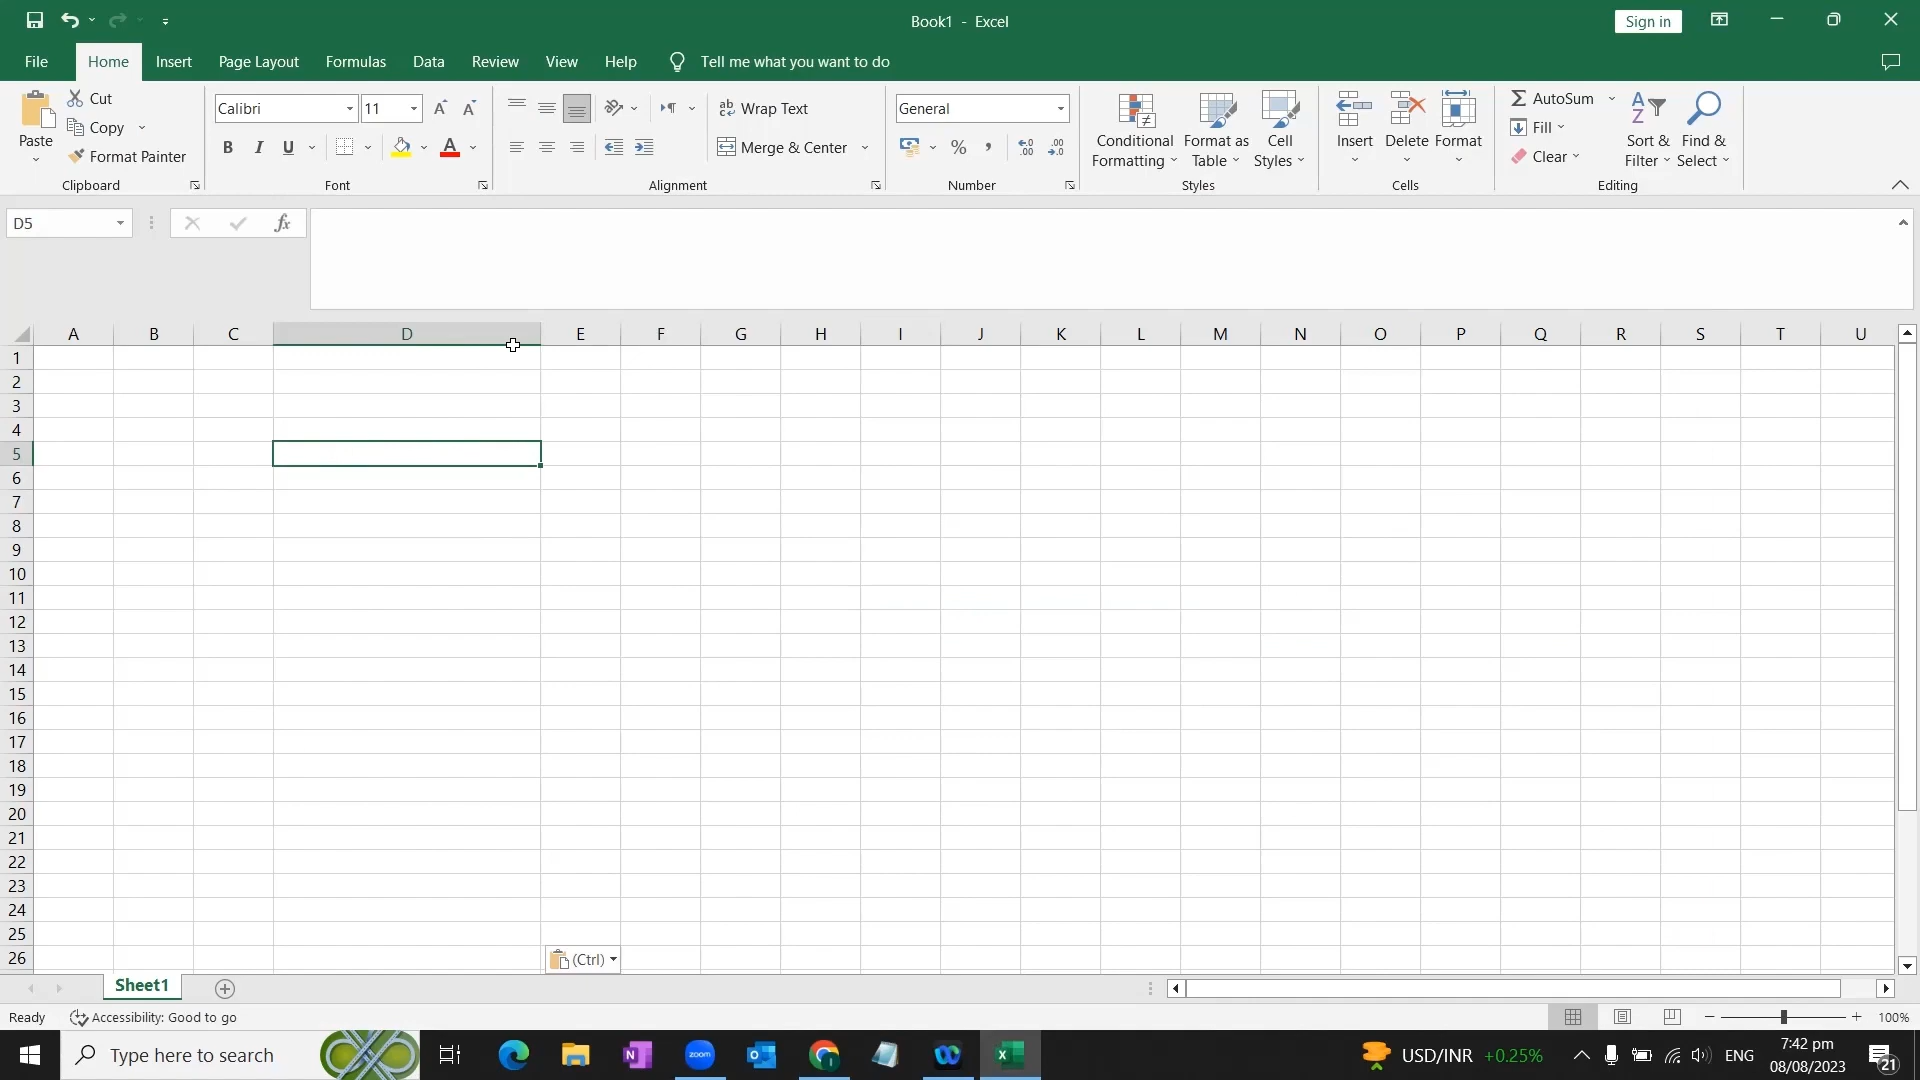 Book1 - Excel
Sign in
File Home Insert Page Layout Formulas Data Review View Help Tell me what you want to do
Paste
Cut
Copy
Format Painter
Clipboard
Calibri 11
B I U
Font
ab Wrap Text
Merge & Center
Alignment
General
% ,
Number
Conditional Formatting
Format as Table
Cell Styles
Styles
Insert Delete Format
Cells
AutoSum
Fill
Clear
Sort & Filter
Find & Select
Editing
D5
fx
A B C D E F G H I J K L M N O P Q R S T U
1
2
3
4
5
6
7
8
9
10
11
12
13
14
15
16
17
18
19
20
21
22
23
24
25
26
(Ctrl)
Sheet1
Ready Accessibility: Good to go 100%
Type here to search
zoom
USD/INR +0.25%
ENG
7:42 pm
08/08/2023
21